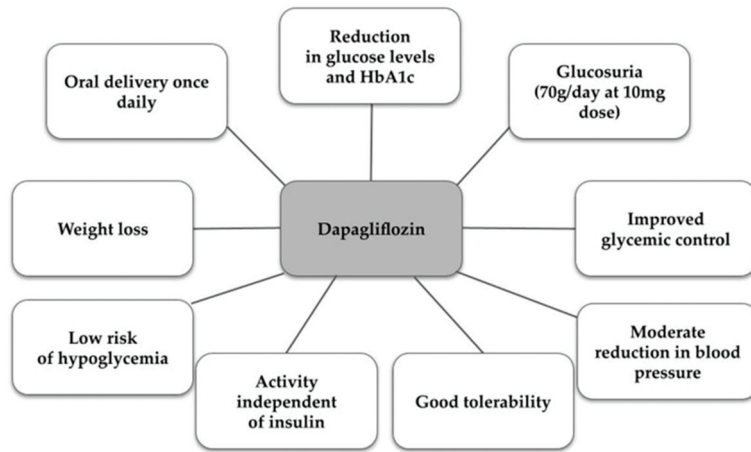 Reduction
in glucose levels
and HbA1c
Oral delivery once
daily
Glucosuria
(70g/day at 10mg
dose)
Weight loss
Dapagliflozin
Improved
glycemic control
Low risk
of hypoglycemia
Activity
independent
of insulin
Good tolerability
Moderate
reduction in blood
pressure